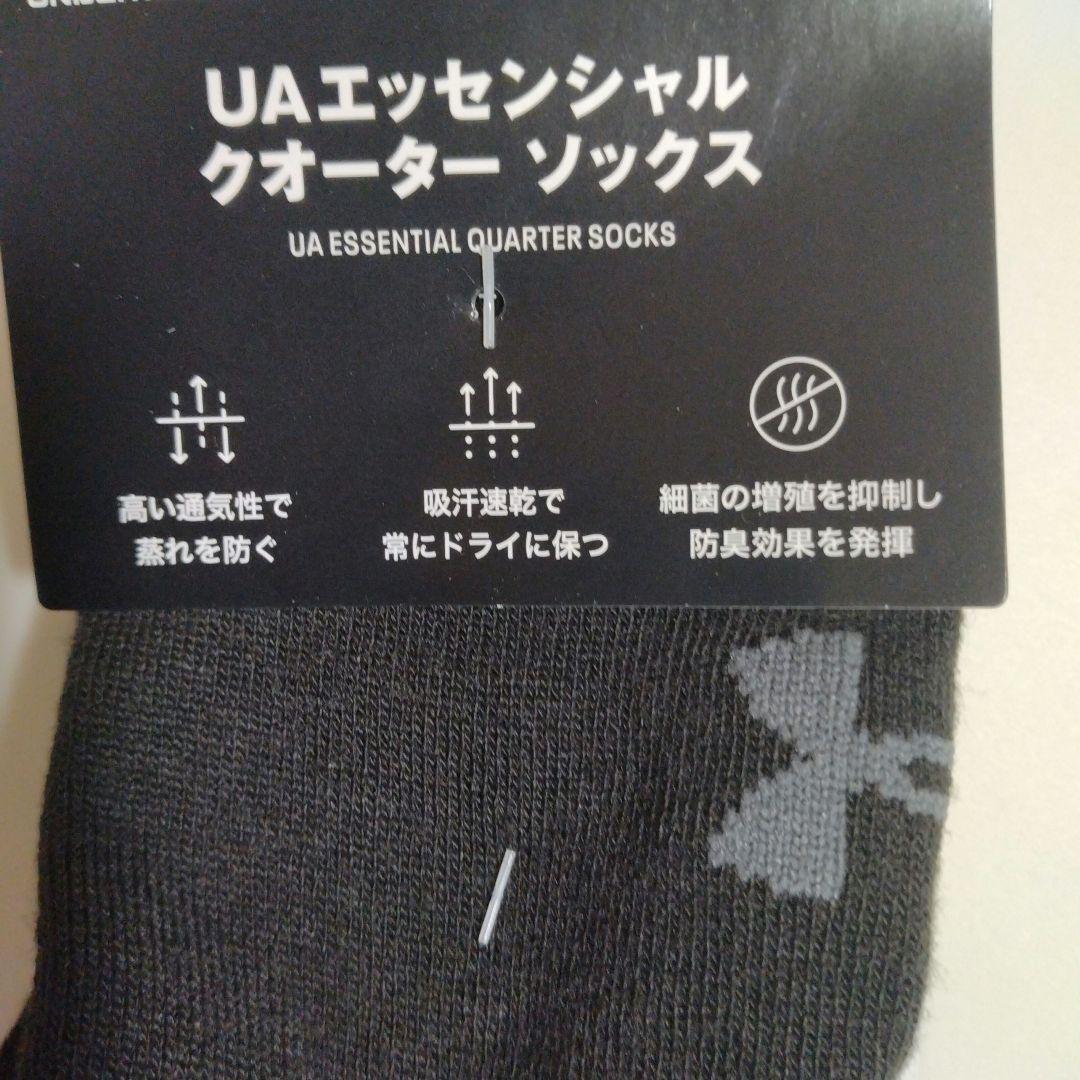 UAエッセンシャル
クオーター ソックス
UA ESSENTIAL QUARTER SOCKS
高い通気性で
蒸れを防ぐ
吸汗速乾で
常にドライに保つ
細菌の増殖を抑制し
防臭効果を発揮